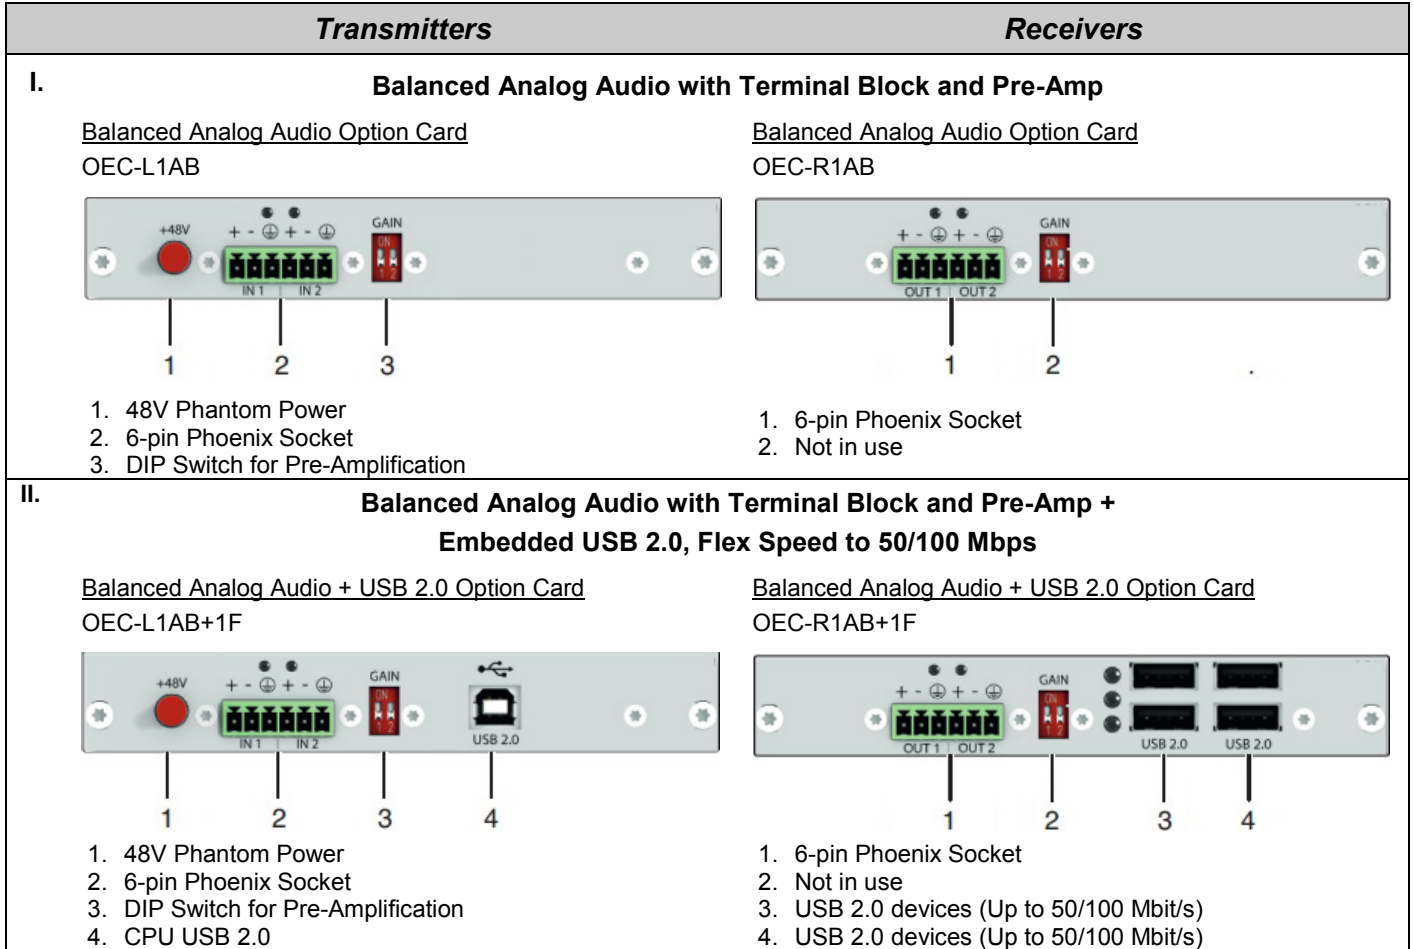 Transmitters
Receivers
I.
Balanced Analog Audio with Terminal Block and Pre-Amp
Balanced Analog Audio Option Card
OEC-L1AB
+48V
+ - + -
GAIN
ON
1 2
IN 1 IN 2
1 2 3
1. 48V Phantom Power
2. 6-pin Phoenix Socket
3. DIP Switch for Pre-Amplification
Balanced Analog Audio Option Card
OEC-R1AB
+ - + -
GAIN
ON
1 2
OUT 1 OUT 2
1 2
1. 6-pin Phoenix Socket
2. Not in use
II.
Balanced Analog Audio with Terminal Block and Pre-Amp +
Embedded USB 2.0, Flex Speed to 50/100 Mbps
Balanced Analog Audio + USB 2.0 Option Card
OEC-L1AB+1F
+48V
+ - + -
GAIN
ON
1 2
IN 1 IN 2
USB 2.0
1 2 3 4
1. 48V Phantom Power
2. 6-pin Phoenix Socket
3. DIP Switch for Pre-Amplification
4. CPU USB 2.0
Balanced Analog Audio + USB 2.0 Option Card
OEC-R1AB+1F
+ - + -
GAIN
ON
1 2
OUT 1 OUT 2
USB 2.0 USB 2.0
1 2 3 4
1. 6-pin Phoenix Socket
2. Not in use
3. USB 2.0 devices (Up to 50/100 Mbit/s)
4. USB 2.0 devices (Up to 50/100 Mbit/s)